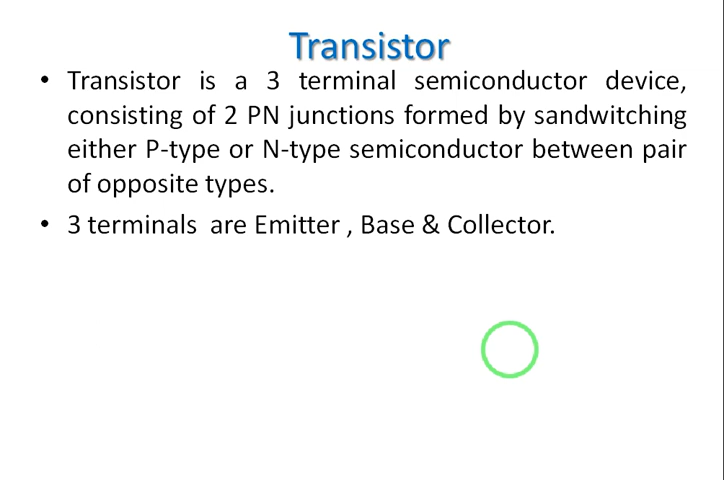 Transistor
• Transistor is a 3 terminal semiconductor device,
consisting of 2 PN junctions formed by sandwitching
either P-type or N-type semiconductor between pair
of opposite types.
• 3 terminals are Emitter , Base & Collector.